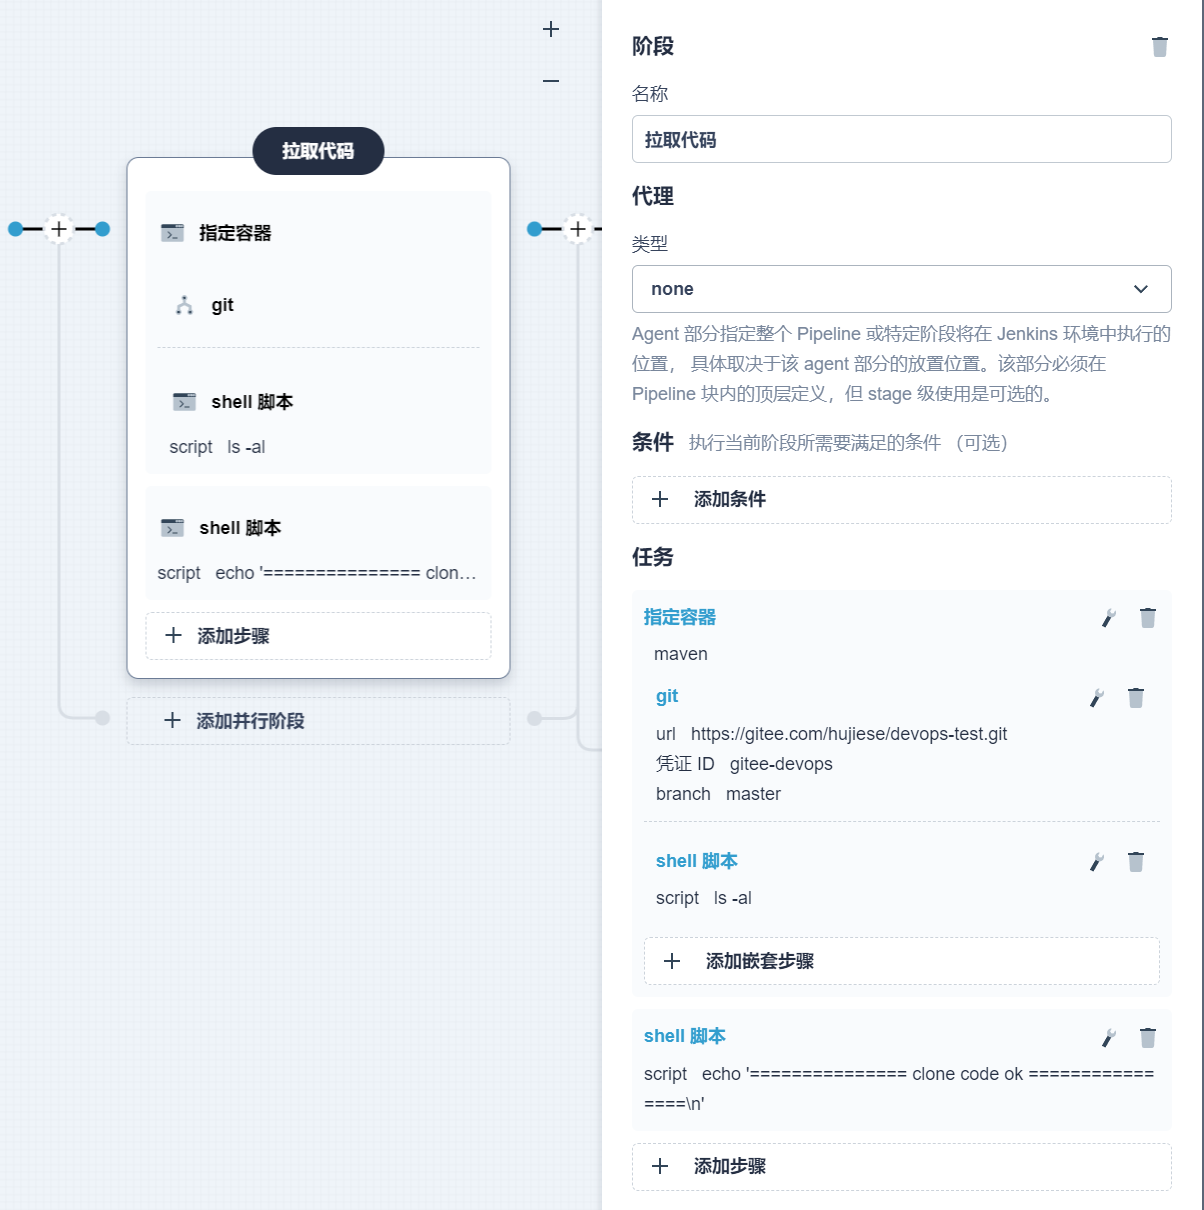 拉取代码
指定容器
git
shell 脚本
script ls -al
shell 脚本
script echo '=============== clon...
添加步骤
添加并行阶段
阶段
名称
拉取代码
代理
类型
none
Agent 部分指定整个 Pipeline 或特定阶段将在 Jenkins 环境中执行的
位置， 具体取决于该 agent 部分的放置位置。该部分必须在
Pipeline 块内的顶层定义，但 stage 级使用是可选的。
条件 执行当前阶段所需要满足的条件 （可选）
添加条件
任务
指定容器
maven
git
url https://gitee.com/hujiese/devops-test.git
凭证 ID gitee-devops
branch master
shell 脚本
script ls -al
添加嵌套步骤
shell 脚本
script echo '=============== clone code ok ============
====\n'
添加步骤